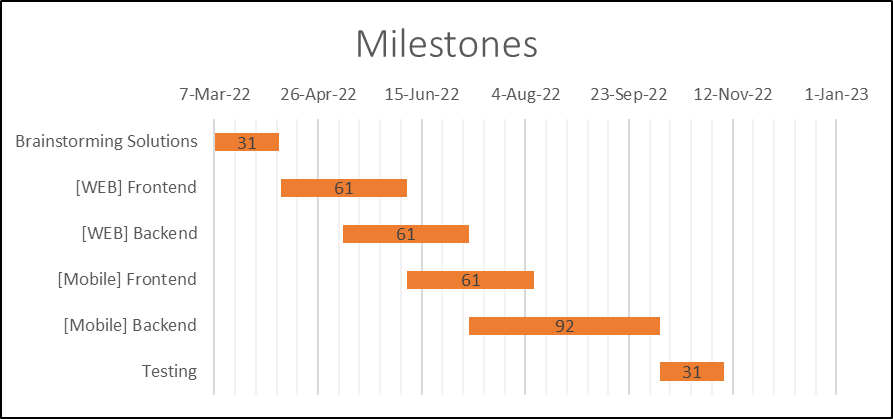 Milestones
7-Mar-22 26-Apr-22 15-Jun-22 4-Aug-22 23-Sep-22 12-Nov-22 1-Jan-23
Brainstorming Solutions 31
[WEB] Frontend 61
[WEB] Backend 61
[Mobile] Frontend 61
[Mobile] Backend 92
Testing 31